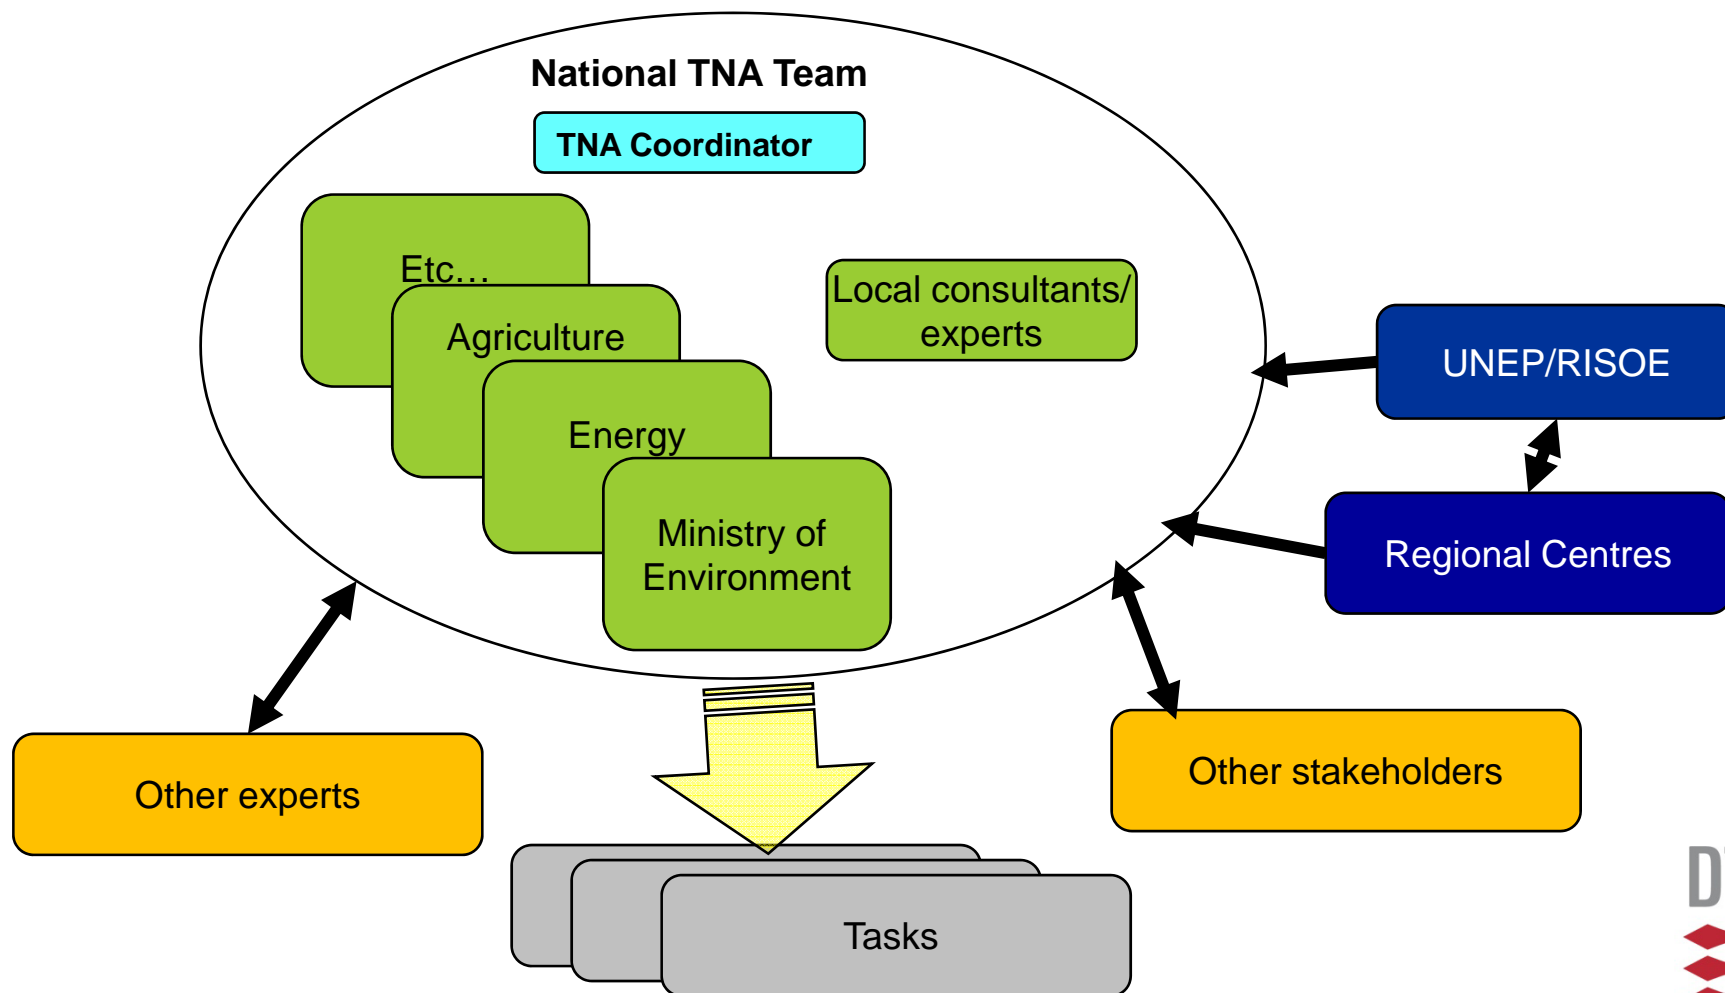 National TNA Team
TNA Coordinator
Etc…
Agriculture
Local consultants/
experts
Energy
UNEP/RISOE
Ministry of
Environment
Regional Centres
Other experts
Other stakeholders
Tasks